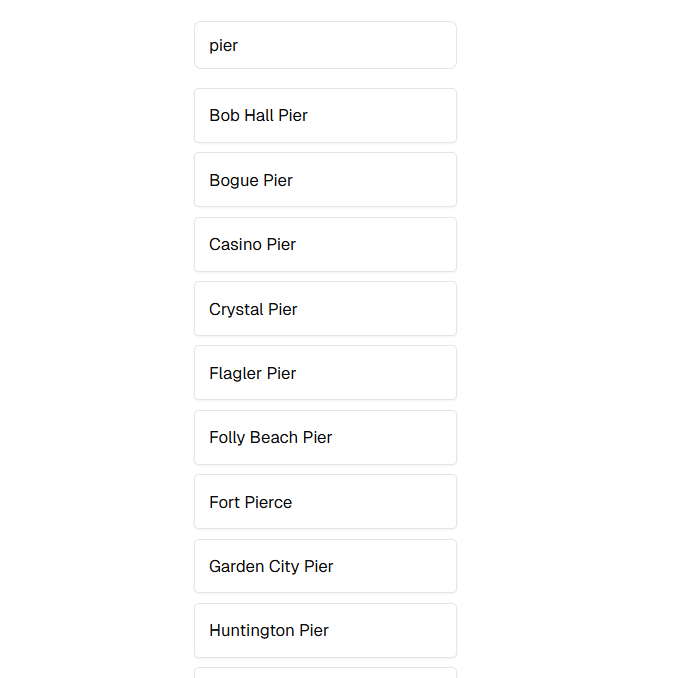 pier
Bob Hall Pier
Bogue Pier
Casino Pier
Crystal Pier
Flagler Pier
Folly Beach Pier
Fort Pierce
Garden City Pier
Huntington Pier